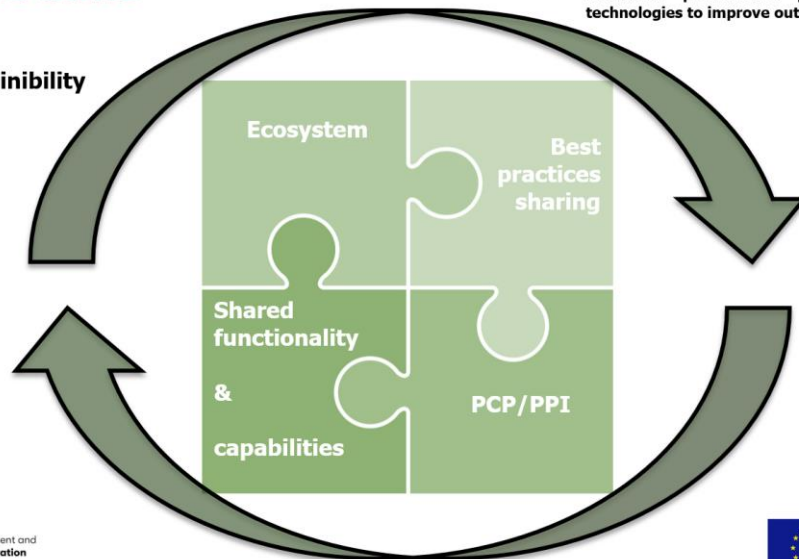 technologies to improve out
inibility
Ecosystem
Best
practices
sharing
Shared
functionality
&
capabilities
PCP/PPI
ent and
ation